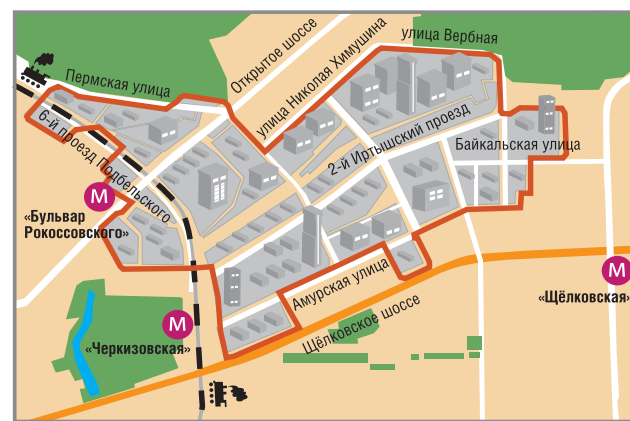 улица Вербная
Открытое шоссе
Пермская улица
улица Николая Химушина
6-й проезд Подбельского
2-й Иртышский проезд
Байкальская улица
М
«Бульвар
Рокоссовского»
Амурская улица
М
«Щёлковская»
М
«Черкизовская»
Щёлковское шоссе